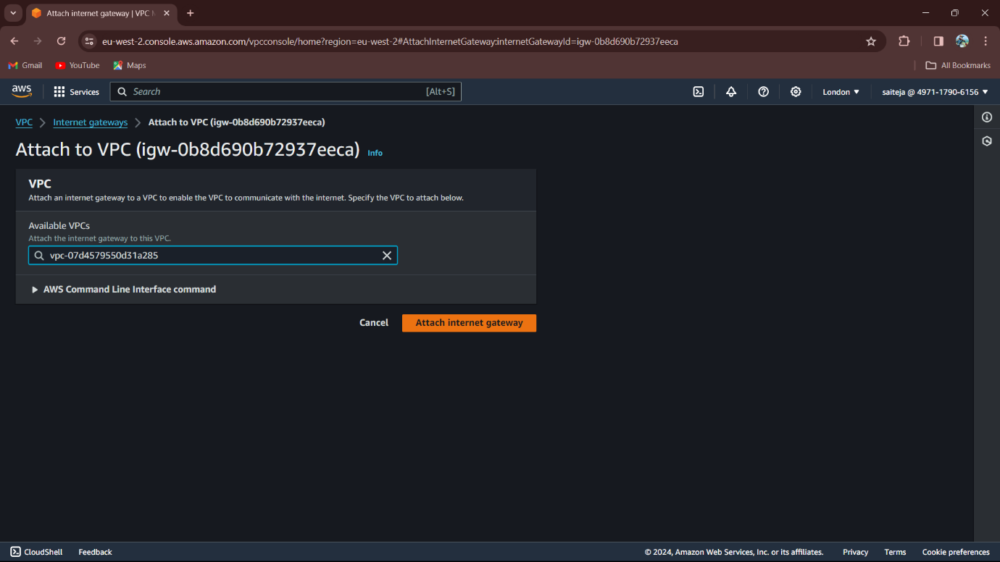 Attach internet gateway | VPC M
eu-west-2.console.aws.amazon.com/vpcconsole/home?region=eu-west-2#AttachInternetGateway:internetGatewayId=igw-0b8d690b72937eeca
Gmail YouTube Maps All Bookmarks
aws Services Search [Alt+S] London saiteja @ 4971-1790-6156
VPC Internet gateways Attach to VPC (igw-0b8d690b72937eeca)
Attach to VPC (igw-0b8d690b72937eeca) Info
VPC
Attach an internet gateway to a VPC to enable the VPC to communicate with the internet. Specify the VPC to attach below.
Available VPCs
Attach the internet gateway to this VPC.
vpc-07d4579550d31a285
AWS Command Line Interface command
Cancel Attach internet gateway
CloudShell Feedback © 2024, Amazon Web Services, Inc. or its affiliates. Privacy Terms Cookie preferences